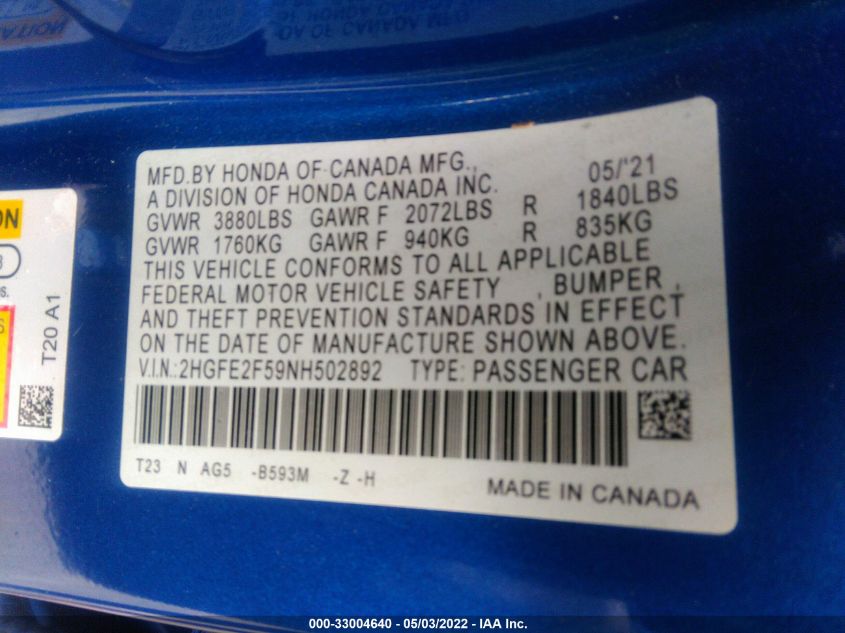 MFD.BY HONDA OF CANADA MFG., 05/'21
A DIVISION OF HONDA CANADA INC.
GVWR 3880LBS GAWR F 2072LBS R 1840LBS
GVWR 1760KG GAWR F 940KG R 835KG
THIS VEHICLE CONFORMS TO ALL APPLICABLE
FEDERAL MOTOR VEHICLE SAFETY , BUMPER ,
AND THEFT PREVENTION STANDARDS IN EFFECT
ON THE DATE OF MANUFACTURE SHOWN ABOVE.
V.I.N.:2HGFE2F59NH502892 TYPE: PASSENGER CAR
T23 N AG5 -B593M -Z -H
MADE IN CANADA
T20 A1
000-33004640 - 05/03/2022 - IAA Inc.